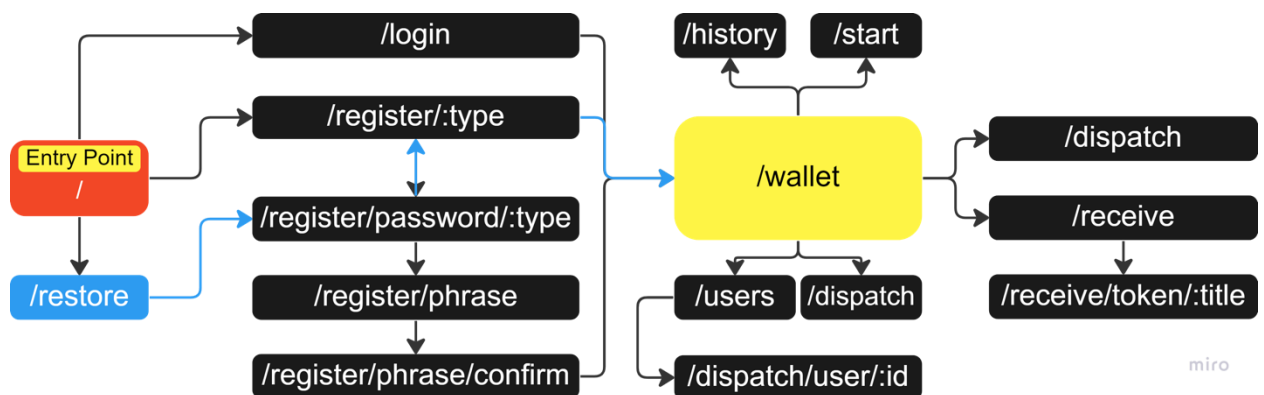 /login
/history
/start
/register/:type
Entry Point
/
/wallet
/dispatch
/register/password/:type
/receive
/restore
/register/phrase
/users
/dispatch
/receive/token/:title
/register/phrase/confirm
/dispatch/user/:id
miro